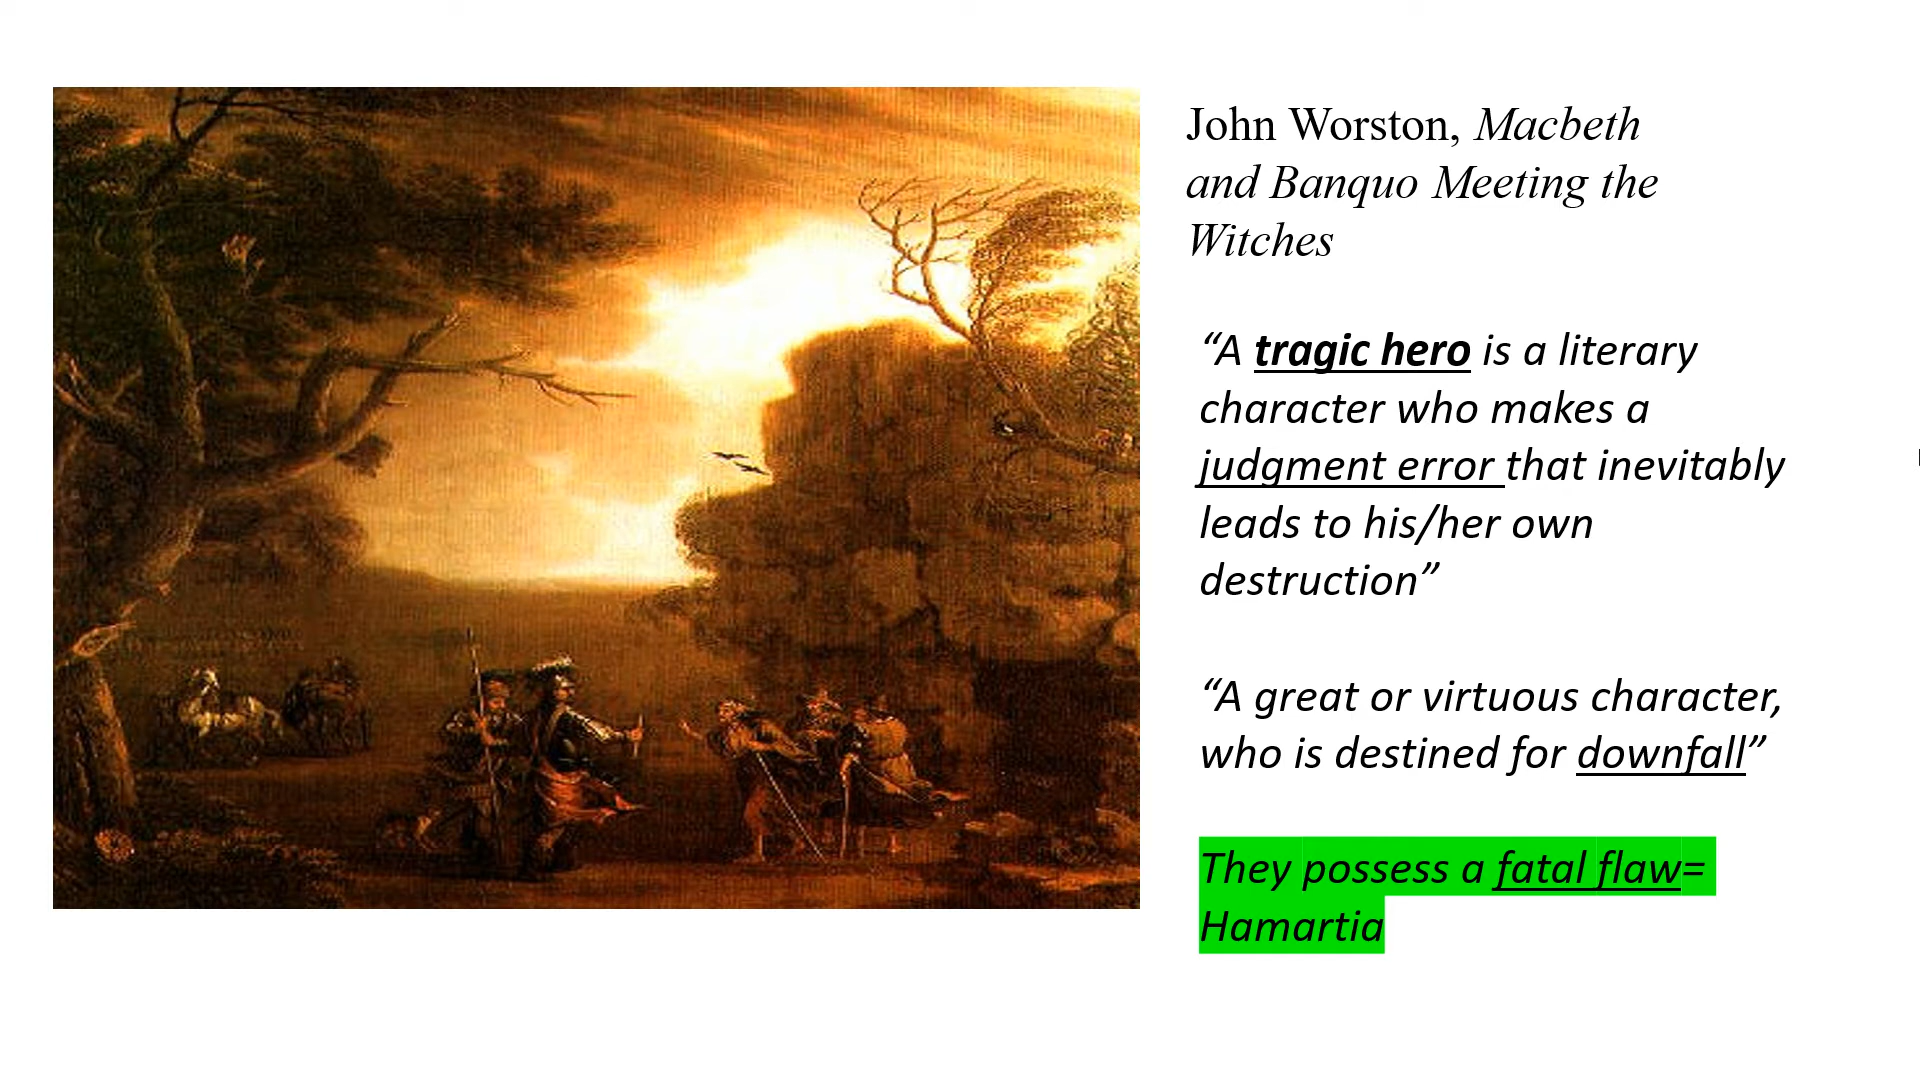 John Worston, Macbeth
and Banquo Meeting the
Witches
“A tragic hero is a literary
character who makes a
judgment error that inevitably
leads to his/her own
destruction”
“A great or virtuous character,
who is destined for downfall”
They possess a fatal flaw=
Hamartia